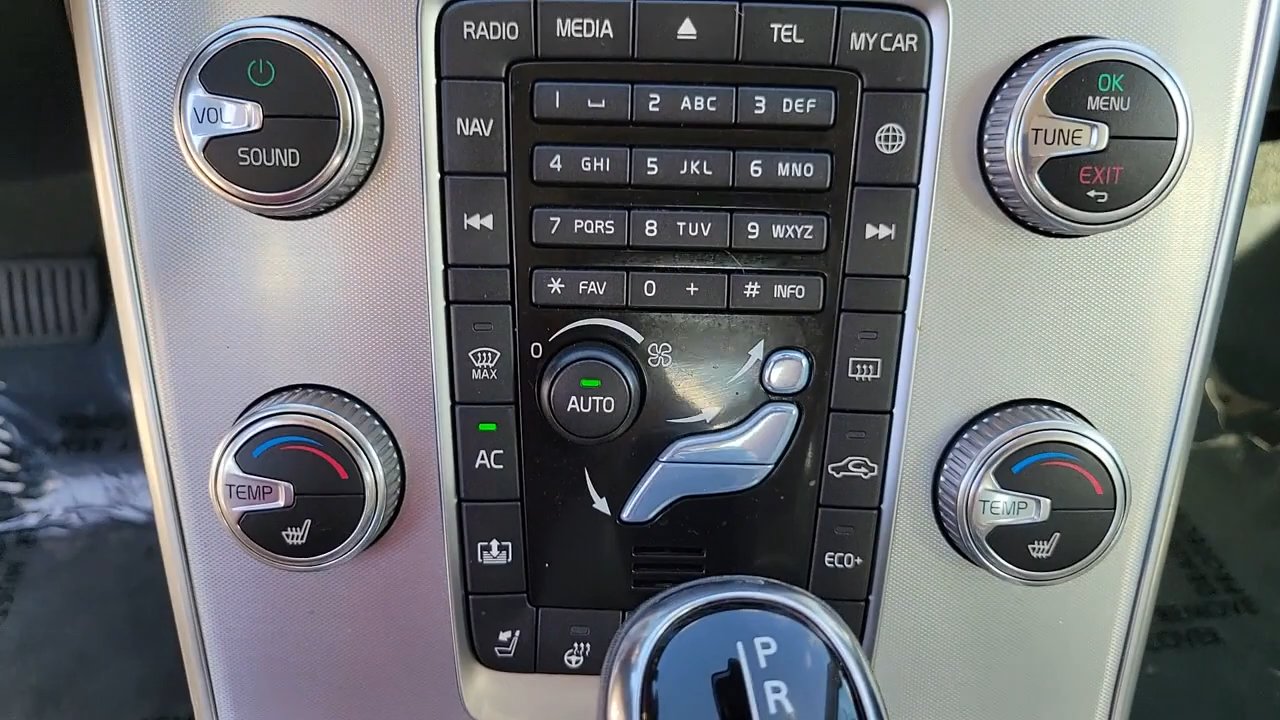 RADIO
MEDIA
TEL
MY CAR
VOL
SOUND
NAV
1
2 ABC
3 DEF
4 GHI
5 JKL
6 MNO
7 PQRS
8 TUV
9 WXYZ
* FAV
0 +
# INFO
OK
MENU
TUNE
EXIT
0
MAX
AUTO
AC
ECO+
TEMP
TEMP
P
R